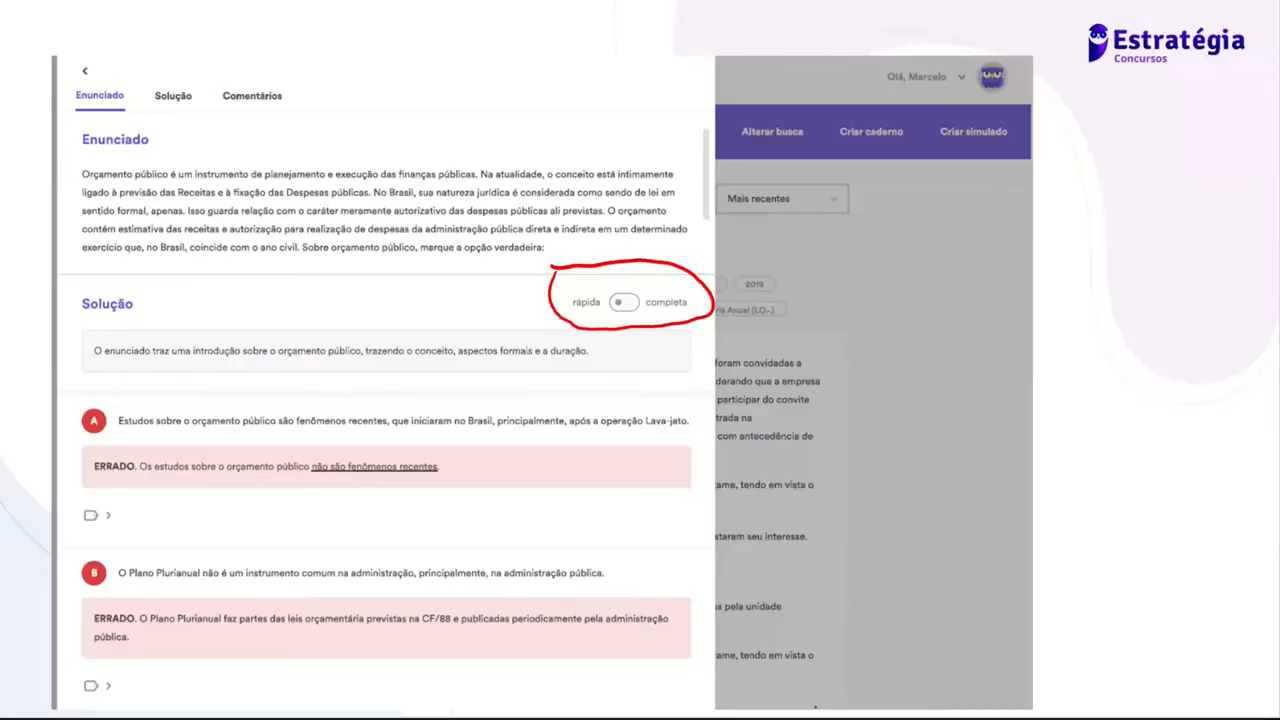 Estratégia
Concursos
Olá, Marcelo
Enunciado Solução Comentários
Alterar busca Criar caderno Criar simulado
Enunciado
Orçamento público é um instrumento de planejamento e execução das finanças públicas. Na atualidade, o conceito está intimamente
ligado à previsão das Receitas e à fixação das Despesas públicas. No Brasil, sua natureza jurídica é considerada como sendo de lei em
sentido formal, apenas. Isso guarda relação com o caráter meramente autorizativo das despesas públicas ali previstas. O orçamento
contém estimativa das receitas e autorização para realização de despesas da administração pública direta e indireta em um determinado
exercício que, no Brasil, coincide com o ano civil. Sobre orçamento público, marque a opção verdadeira:
Mais recentes
Solução
rápida completa
2019
Anual (LO...)
O enunciado traz uma introdução sobre o orçamento público, trazendo o conceito, aspectos formais e a duração.
foram convidadas a
derando que a empresa
participar do convite
trada na
com antecedência de
A Estudos sobre o orçamento público são fenômenos recentes, que iniciaram no Brasil, principalmente, após a operação Lava-jato.
ERRADO. Os estudos sobre o orçamento público não são fenômenos recentes.
ame, tendo em vista o
staram seu interesse.
B O Plano Plurianual não é um instrumento comum na administração, principalmente, na administração pública.
ERRADO. O Plano Plurianual faz partes das leis orçamentária previstas na CF/88 e publicadas periodicamente pela administração
pública.
s pela unidade
ame, tendo em vista o